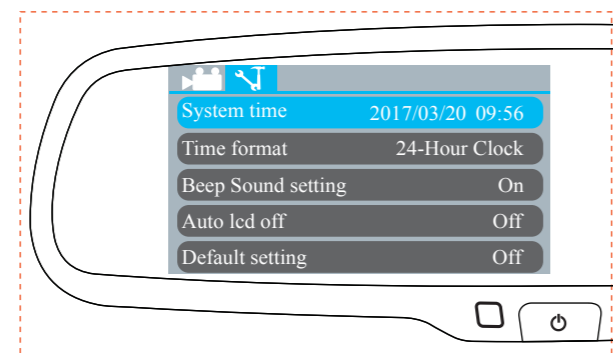 System time 2017/03/20 09:56
Time format 24-Hour Clock
Beep Sound setting On
Auto lcd off Off
Default setting Off